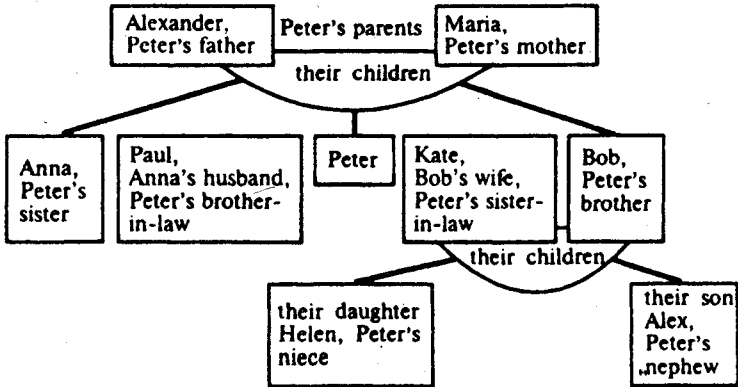 Alexander,
Peter's father
Peter's parents
Maria,
Peter's mother
their children
Anna,
Peter's
sister
Paul,
Anna's husband,
Peter's brother-
in-law
Peter
Kate,
Bob's wife,
Peter's sister-
in-law
Bob,
Peter's
brother
their children
their daughter
Helen, Peter's
niece
their son
Alex,
Peter's
nephew